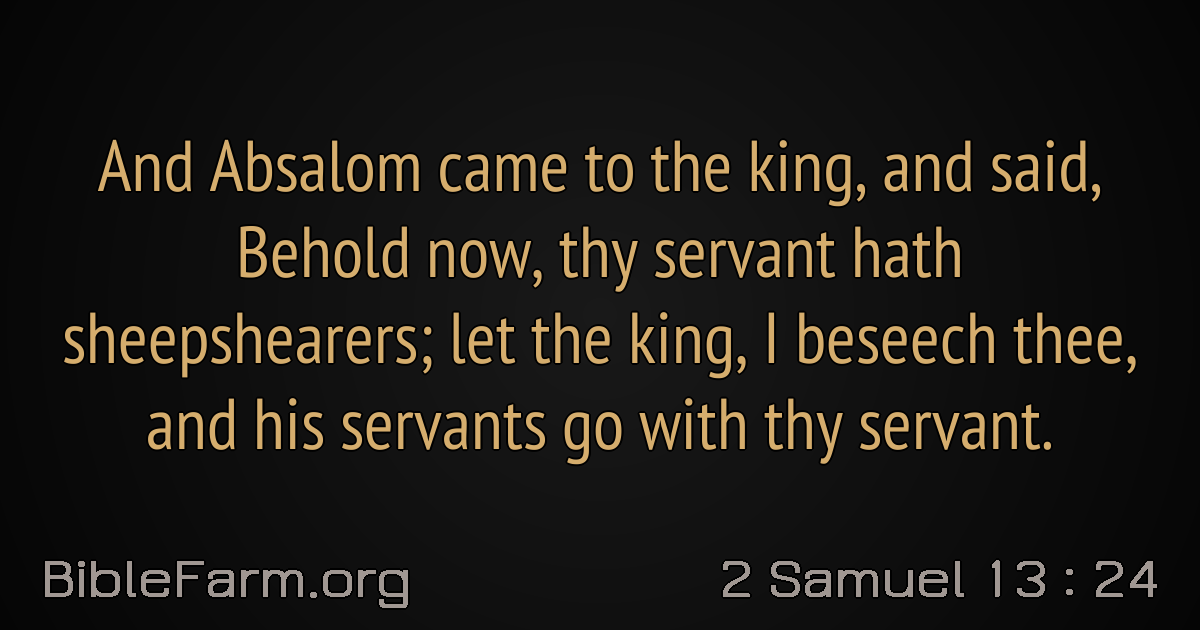 And Absalom came to the king, and said,
Behold now, thy servant hath
sheepshearers; let the king, I beseech thee,
and his servants go with thy servant.
BibleFarm.org
2 Samuel 13 : 24